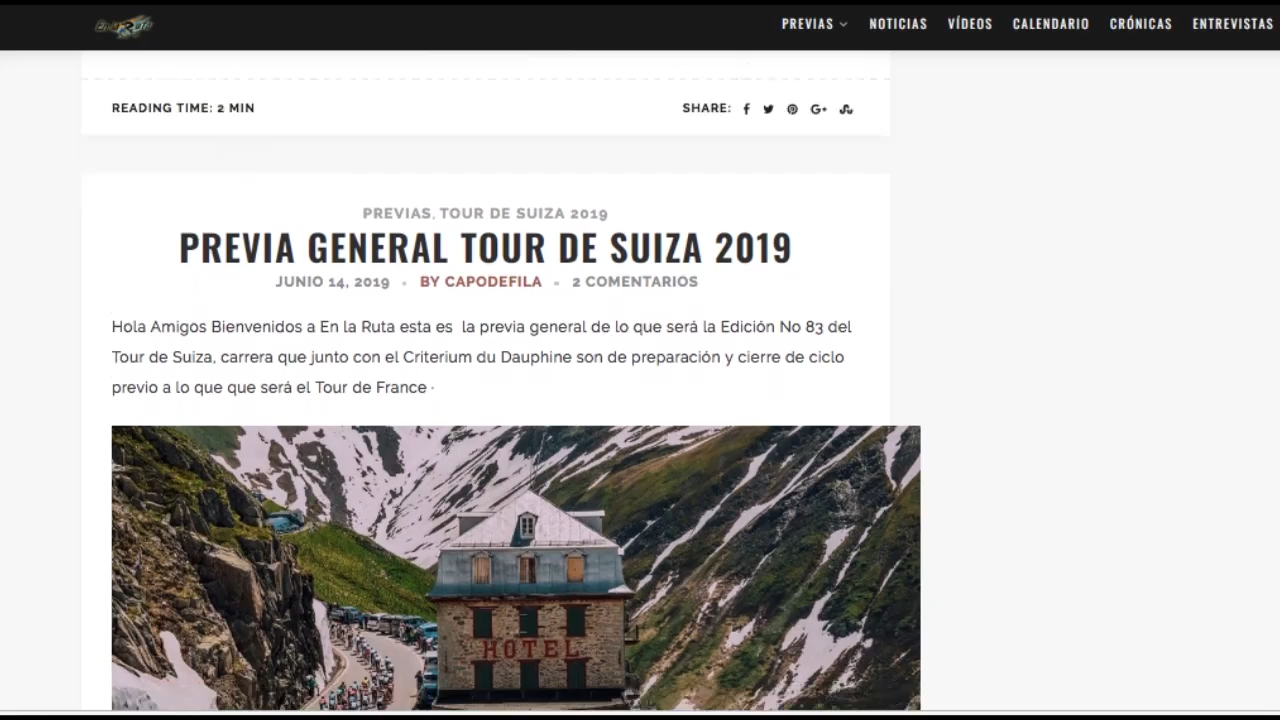 En la Ruta
PREVIAS NOTICIAS VÍDEOS CALENDARIO CRÓNICAS ENTREVISTAS
READING TIME: 2 MIN
SHARE: f G+
PREVIAS, TOUR DE SUIZA 2019
PREVIA GENERAL TOUR DE SUIZA 2019
JUNIO 14, 2019 BY CAPODEFILA 2 COMENTARIOS
Hola Amigos Bienvenidos a En la Ruta esta es la previa general de lo que será la Edición No 83 del
Tour de Suiza, carrera que junto con el Criterium du Dauphine son de preparación y cierre de ciclo
previo a lo que que será el Tour de France ·
HOTEL